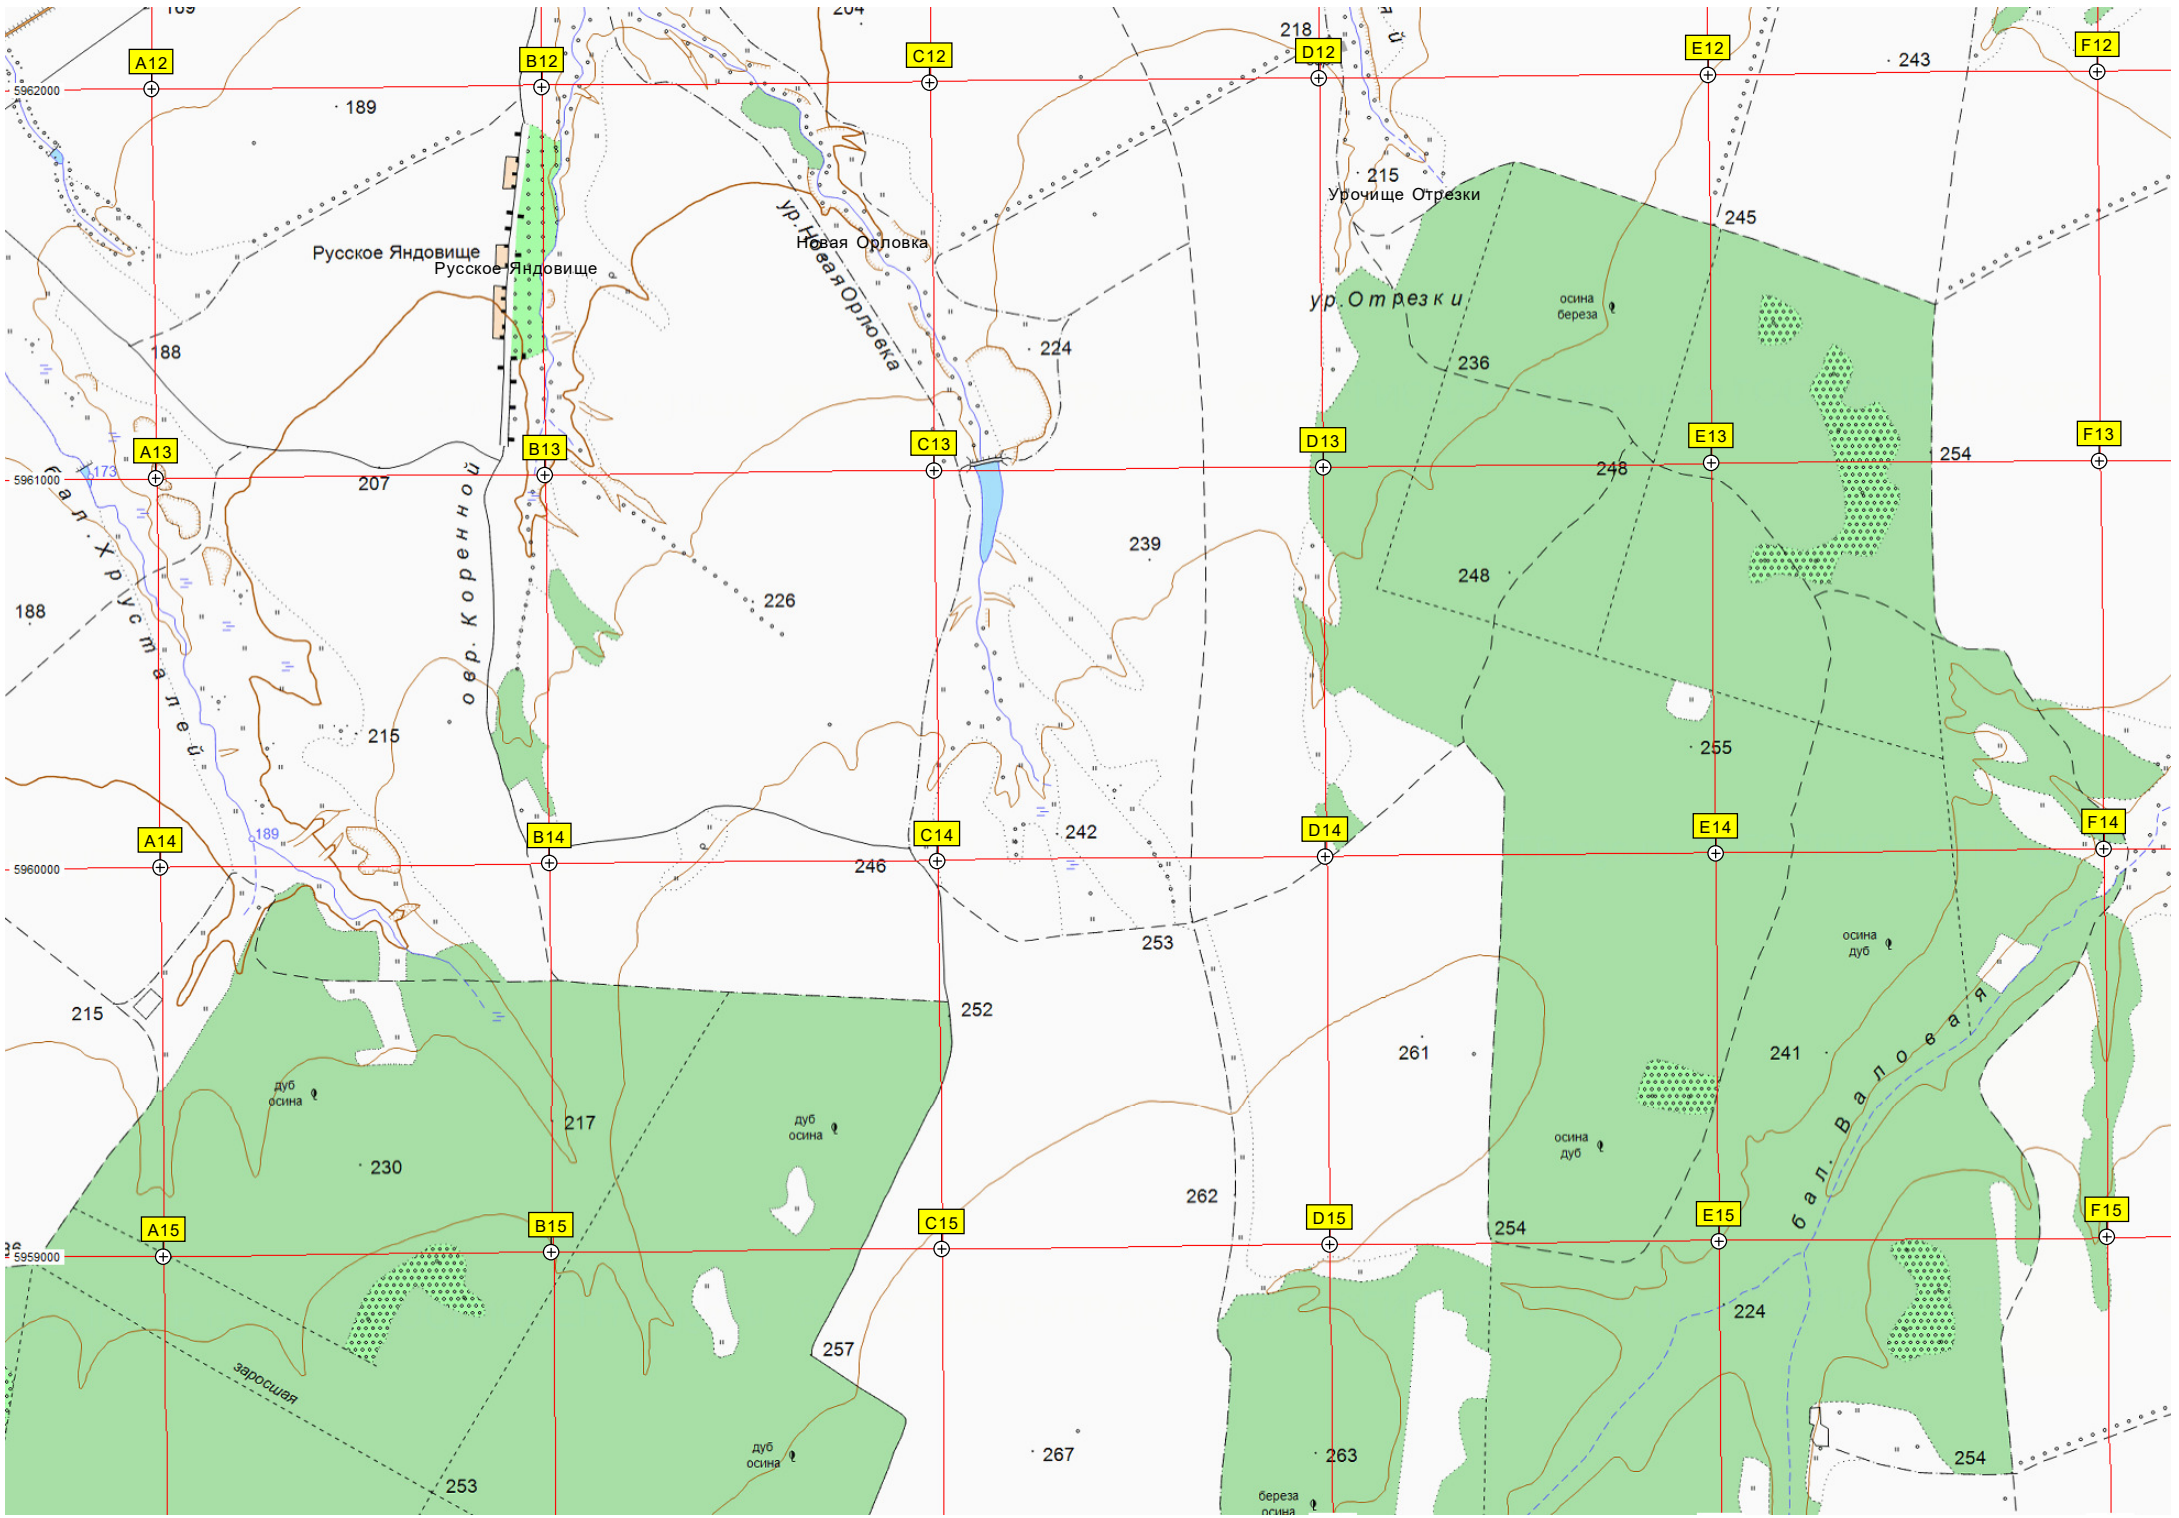 169
204
218
A12
B12
C12
D12
E12
243
F12
5962000
189
215
Урочище Отрезки
245
ур. Новая Орловка
Новая Орловка
Русское Яндовище
Русское Яндовище
ур. Отрезки
осина
береза
188
224
236
A13
B13
C13
D13
E13
F13
254
173
248
5961000
207
бал. Хрусталей
овр. Коренной
239
248
226
188
215
255
189
242
A14
B14
C14
D14
E14
F14
5960000
246
253
осина
дуб
215
252
261
241
бал. Валовая
дуб
осина
217
дуб
осина
осина
дуб
230
262
254
A15
B15
C15
D15
E15
F15
5959000
224
257
заросшая
дуб
осина
267
263
254
253
береза
осина